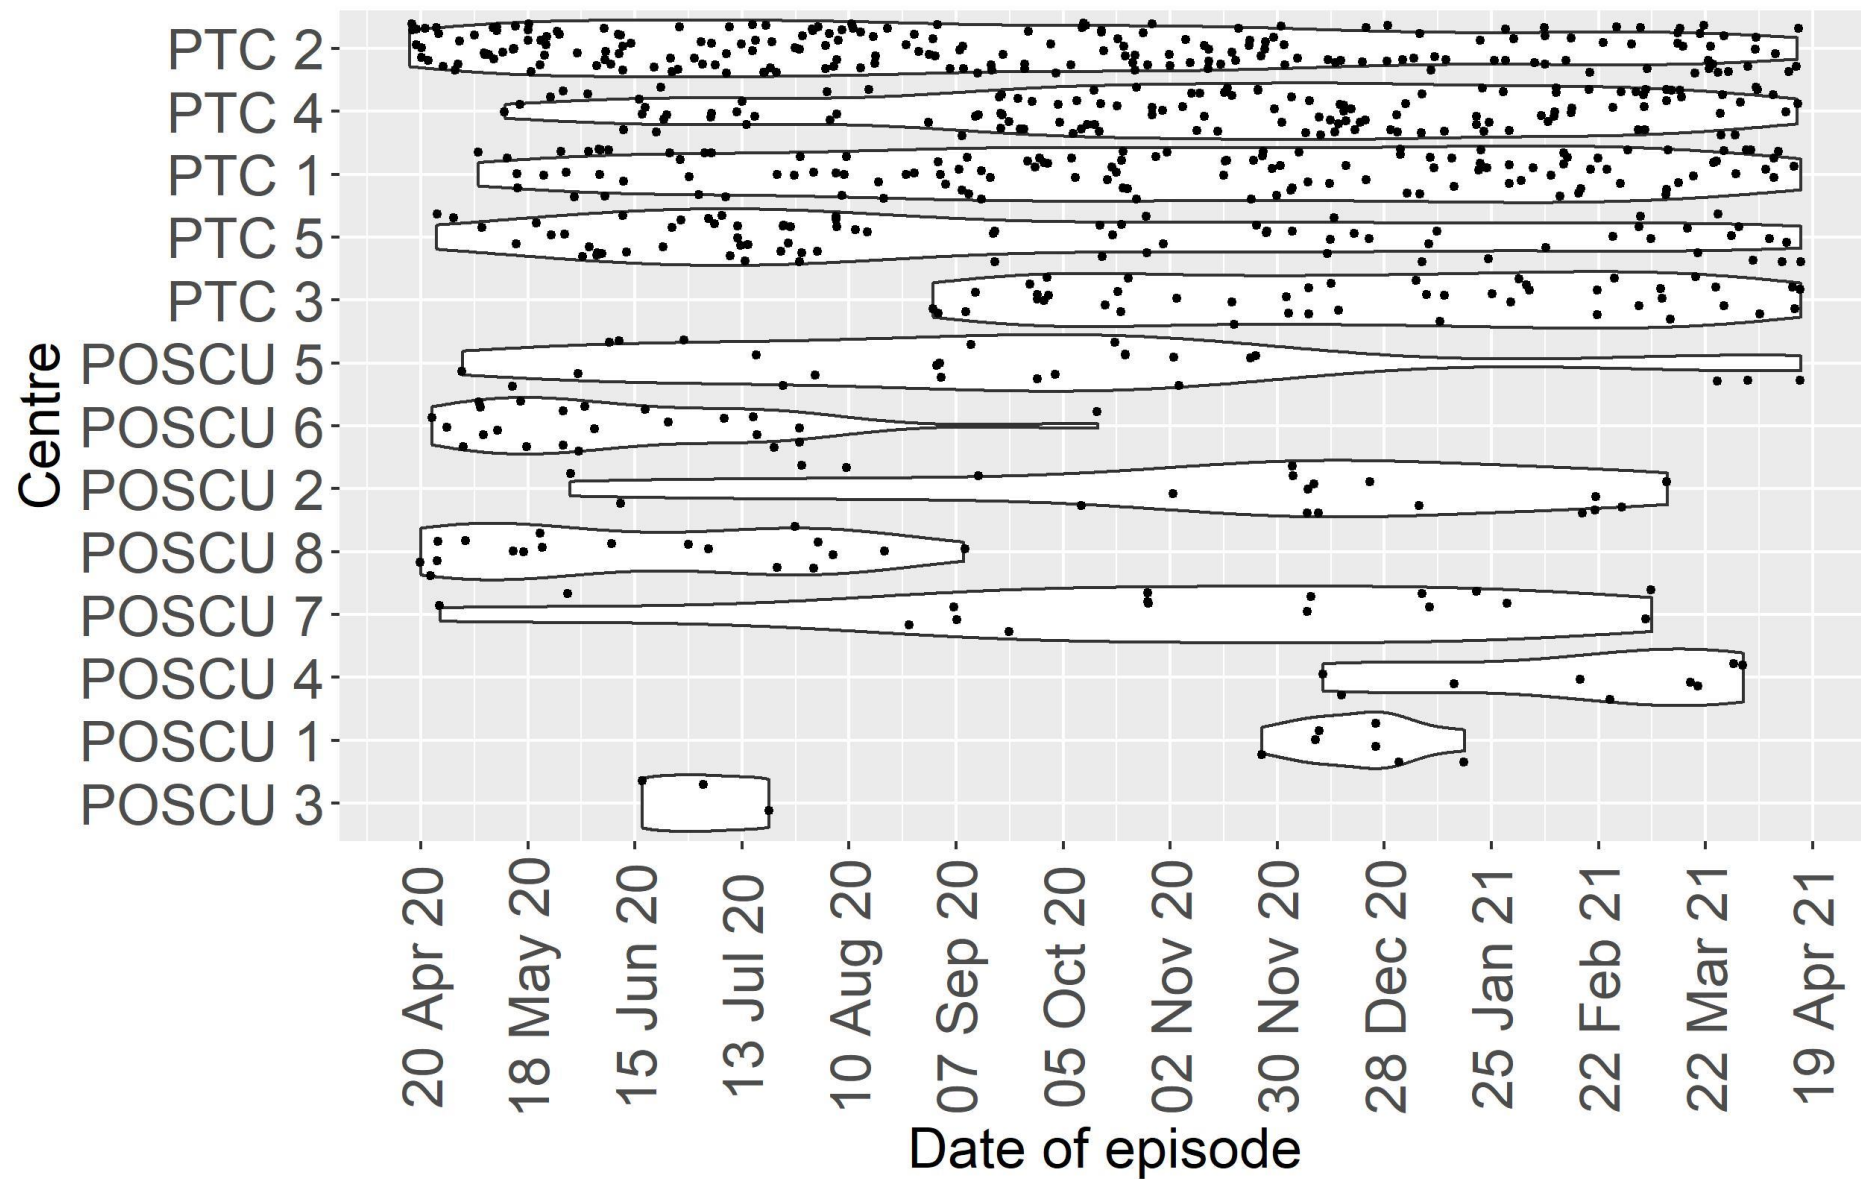 Centre
PTC 2
PTC 4
PTC 1
PTC 5
PTC 3
POSCU 5
POSCU 6
POSCU 2
POSCU 8
POSCU 7
POSCU 4
POSCU 1
POSCU 3
20 Apr 20
18 May 20
15 Jun 20
13 Jul 20
10 Aug 20
07 Sep 20
05 Oct 20
02 Nov 20
30 Nov 20
28 Dec 20
25 Jan 21
22 Feb 21
22 Mar 21
19 Apr 21
Date of episode